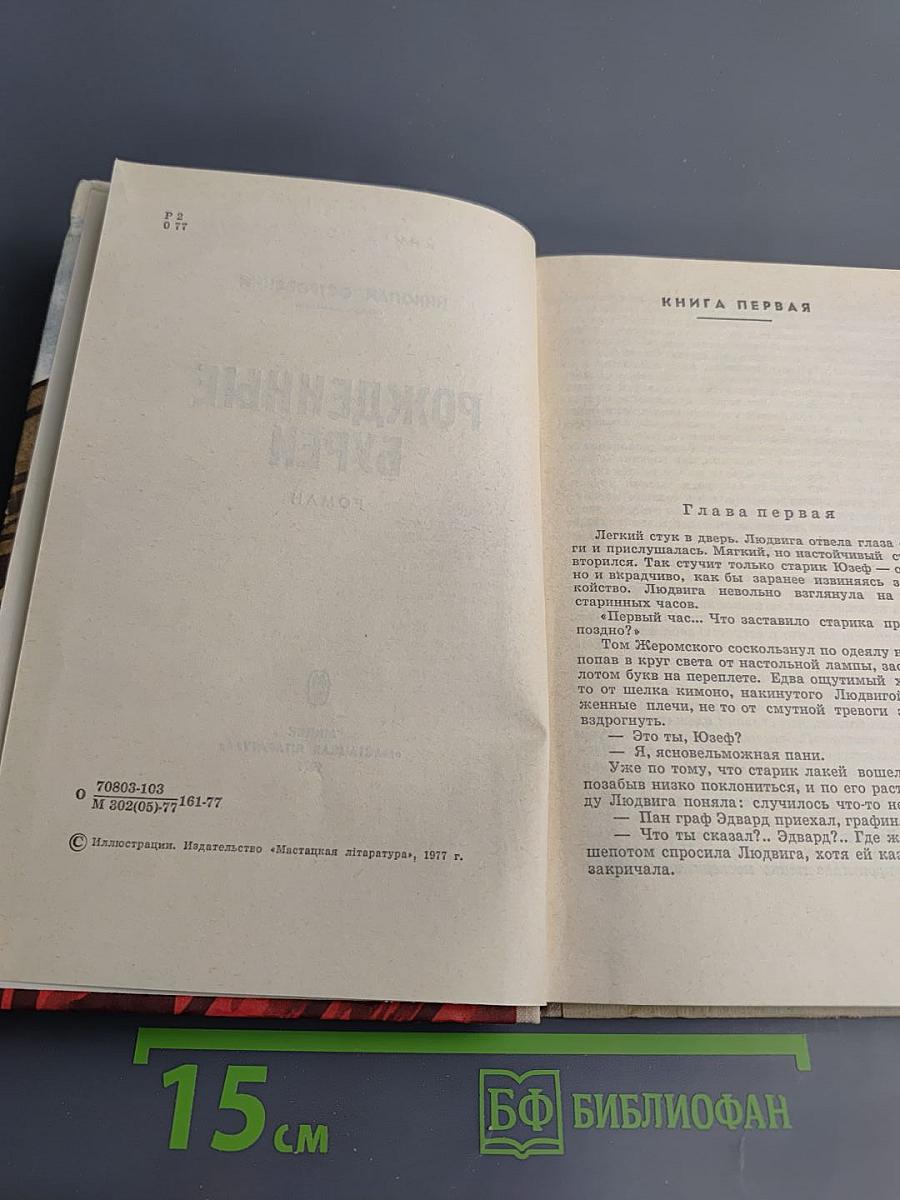 Р 2
О 77
НИКОЛАЙ ОСТРОВСКИЙ
РОЖДЕННЫЕ
БУРЕЙ
РОМАН
О 70803-103
М 302(05)-77 161-77
© Иллюстрации. Издательство «Мастацкая літаратура», 1977 г.
КНИГА ПЕРВАЯ
Глава первая
Легкий стук в дверь. Людвига отвела глаза
ги и прислушалась. Мягкий, но настойчивый
вторился. Так стучит только старик Юзеф —
но и вкрадчиво, как бы заранее извиняясь
койство. Людвига невольно взглянула на
старинных часов.
«Первый час... Что заставило старика
поздно?»
Том Жеромского соскользнул по одеялу
попав в круг света от настольной лампы,
лотом букв на переплете. Едва ощутимый
то от шелка кимоно, накинутого Людвигой
женные плечи, не то от смутной тревоги
вздрогнуть.
— Это ты, Юзеф?
— Я, ясновельможная пани.
Уже по тому, что старик лакей вошел
позабыв низко поклониться, и по его
ду Людвига поняла: случилось что-то
— Пан граф Эдвард приехал,
— Что ты сказал?.. Эдвард?.. Где
шепотом спросила Людвига, хотя ей
закричала.
15 см
БФ БИБЛИОФАН